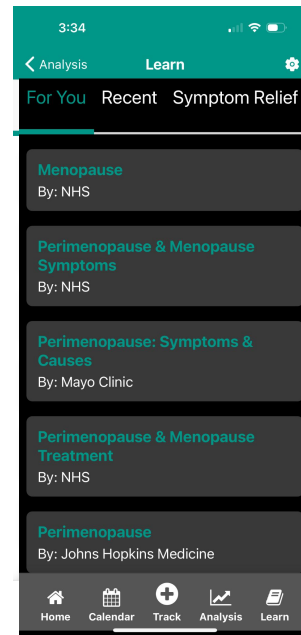 3:34
Analysis Learn
For You Recent Symptom Relief
Menopause
By: NHS
Perimenopause & Menopause
Symptoms
By: NHS
Perimenopause: Symptoms &
Causes
By: Mayo Clinic
Perimenopause & Menopause
Treatment
By: NHS
Perimenopause
By: Johns Hopkins Medicine
Home Calendar Track Analysis Learn